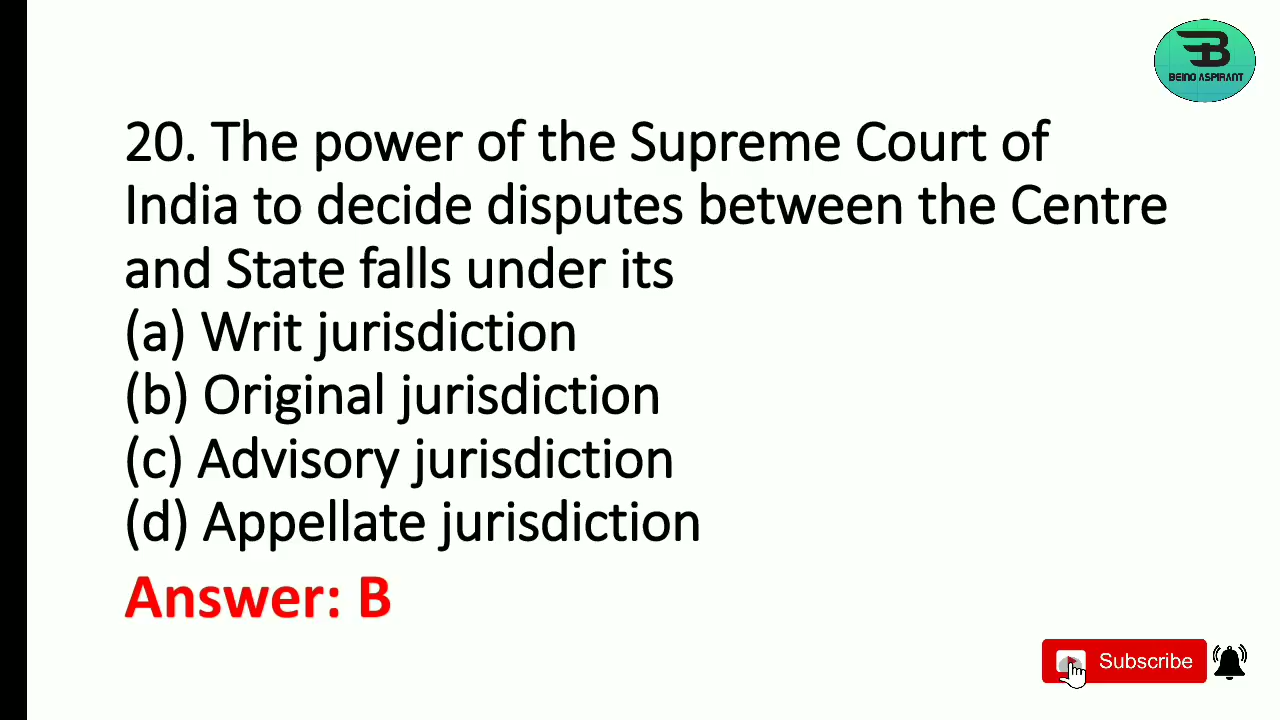 BEINO ASPIRANT
20. The power of the Supreme Court of
India to decide disputes between the Centre
and State falls under its
(a) Writ jurisdiction
(b) Original jurisdiction
(c) Advisory jurisdiction
(d) Appellate jurisdiction
Answer: B
Subscribe